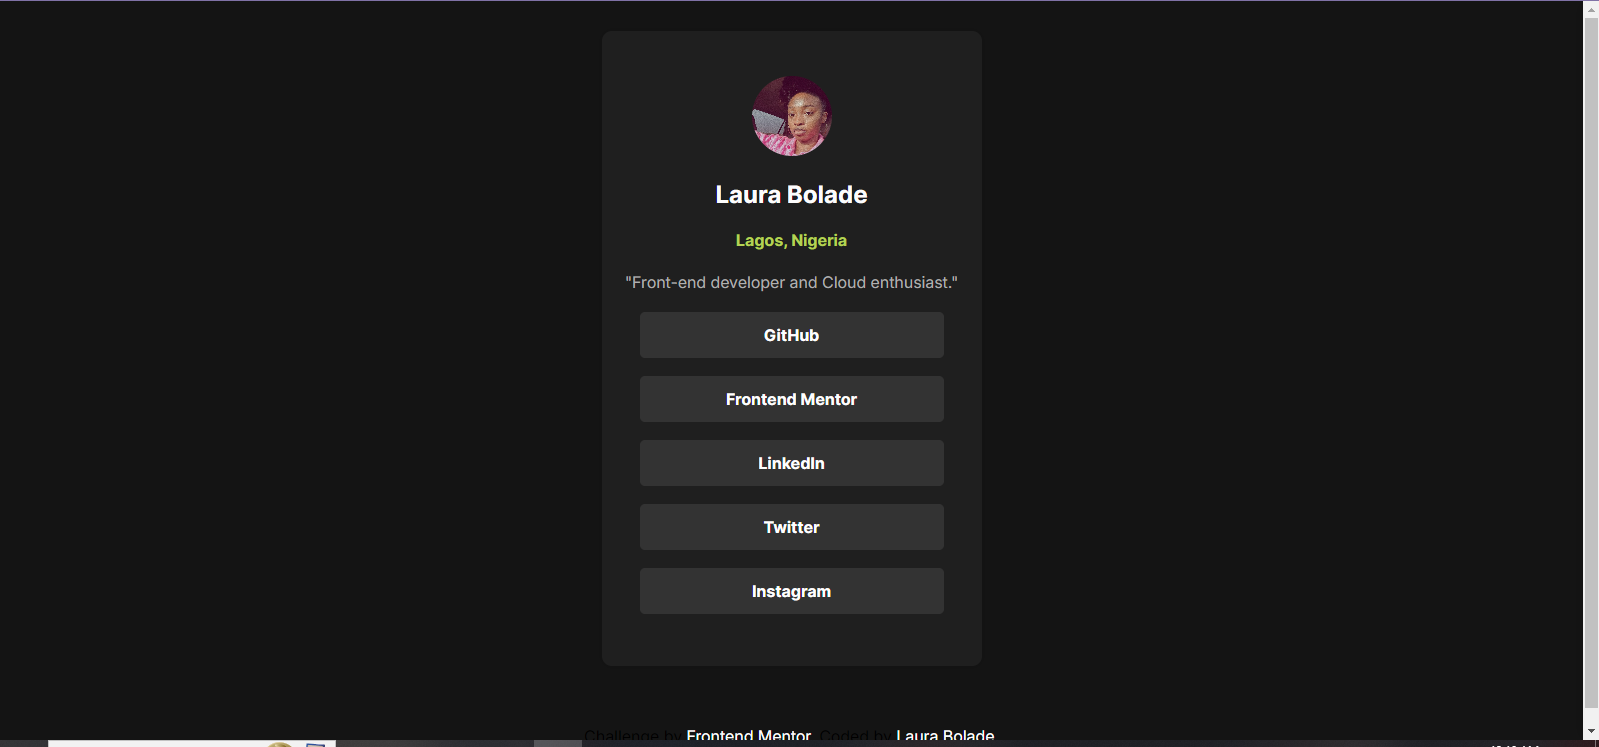 Laura Bolade
Lagos, Nigeria
"Front-end developer and Cloud enthusiast."
GitHub
Frontend Mentor
LinkedIn
Twitter
Instagram
Challenge by Frontend Mentor. Coded by Laura Bolade